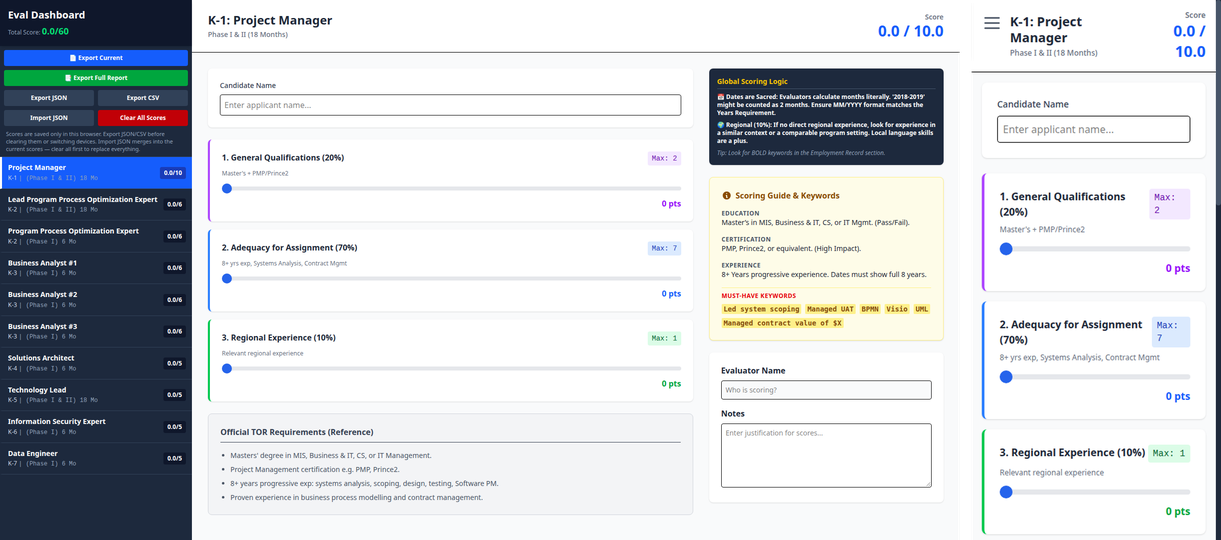 Eval Dashboard
Total Score: 0.0/60
📄 Export Current
📑 Export Full Report
Export JSON
Export CSV
Import JSON
Clear All Scores
Scores are saved only in this browser. Export JSON/CSV before
clearing them or switching devices. Import JSON merges into the
current scores — clear all first to replace everything.
Project Manager
K-1 | (Phase I & II) 18 Mo
0.0/10
Lead Program Process Optimization Expert
K-2 | (Phase I & II) 18 Mo
0.0/6
Program Process Optimization Expert
K-2 | (Phase I) 6 Mo
0.0/6
Business Analyst #1
K-3 | (Phase I) 6 Mo
0.0/6
Business Analyst #2
K-3 | (Phase I) 6 Mo
0.0/6
Business Analyst #3
K-3 | (Phase I) 6 Mo
0.0/6
Solutions Architect
K-4 | (Phase I) 6 Mo
0.0/5
Technology Lead
K-5 | (Phase I) 6 Mo
0.0/5
Information Security Expert
K-6 | (Phase I) 6 Mo
0.0/5
Data Engineer
K-7 | (Phase I) 6 Mo
0.0/5
K-1: Project Manager
Phase I & II (18 Months)
Score
0.0 / 10.0
Candidate Name
Enter applicant name...
1. General Qualifications (20%)
Max: 2
Master's + PMP/Prince2
0 pts
2. Adequacy for Assignment (70%)
Max: 7
8+ yrs exp, Systems Analysis, Contract Mgmt
0 pts
3. Regional Experience (10%)
Max: 1
Relevant regional experience
0 pts
Official TOR Requirements (Reference)
• Masters' degree in MIS, Business & IT, CS, or IT Management.
• Project Management certification e.g. PMP, Prince2.
• 8+ years progressive exp: systems analysis, scoping, design, testing, Software PM.
• Proven experience in business process modelling and contract management.
Global Scoring Logic
📅 Dates are Sacred: Evaluators calculate months literally. '2018-2019'
might be counted as 2 months. Ensure MM/YYYY format matches the
Years Requirement.
🌍 Regional (10%): If no direct regional experience, look for experience in
a similar context or a comparable program setting. Local language skills
are a plus.
Tip: Look for BOLD keywords in the Employment Record section.
Scoring Guide & Keywords
EDUCATION
Master's in MIS, Business & IT, CS, or IT Mgmt. (Pass/Fail).
CERTIFICATION
PMP, Prince2, or equivalent. (High Impact).
EXPERIENCE
8+ Years progressive experience. Dates must show full 8 years.
MUST-HAVE KEYWORDS
Led system scoping Managed UAT BPMN Visio UML
Managed contract value of $X
Evaluator Name
Who is scoring?
Notes
Enter justification for scores...
K-1: Project
Manager
Phase I & II (18 Months)
Score
0.0 /
10.0
Candidate Name
Enter applicant name...
1. General Qualifications
(20%)
Max:
2
Master's + PMP/Prince2
0 pts
2. Adequacy for Assignment
(70%)
Max:
7
8+ yrs exp, Systems Analysis, Contract Mgmt
0 pts
3. Regional Experience (10%)
Max: 1
Relevant regional experience
0 pts